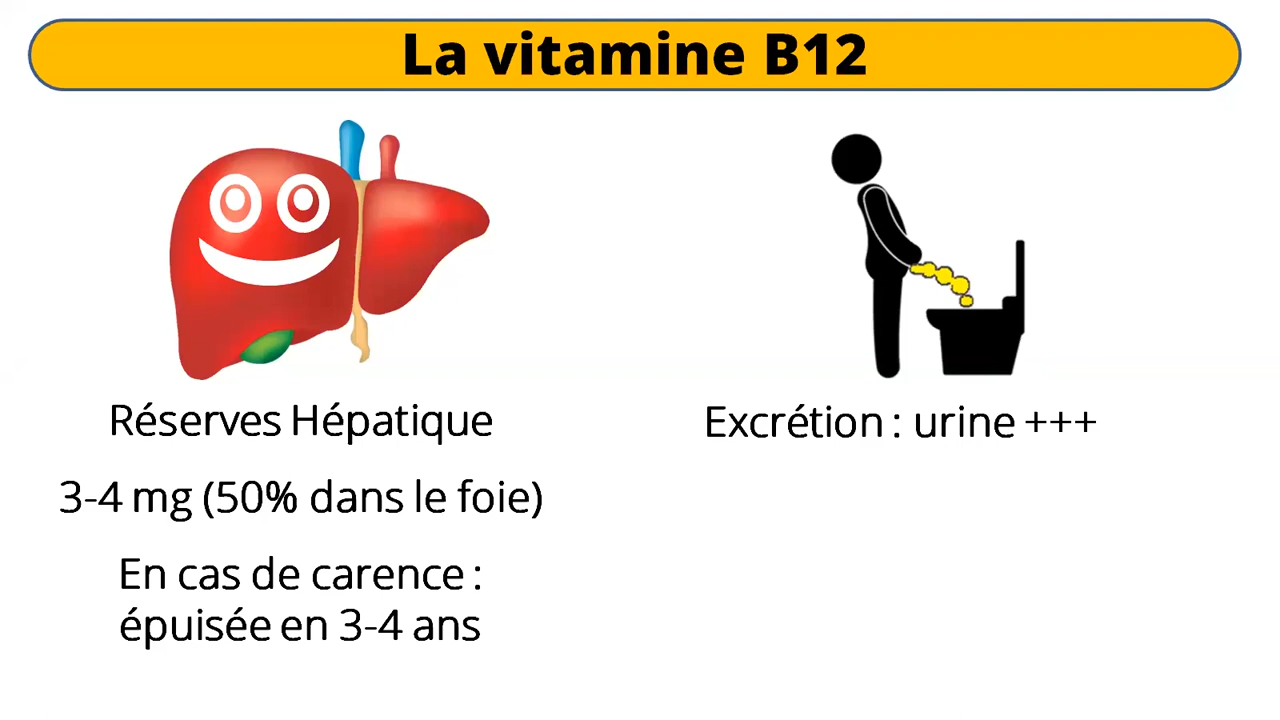 La vitamine B12
Réserves Hépatique
3-4 mg (50% dans le foie)
En cas de carence :
épuisée en 3-4 ans
Excrétion : urine +++